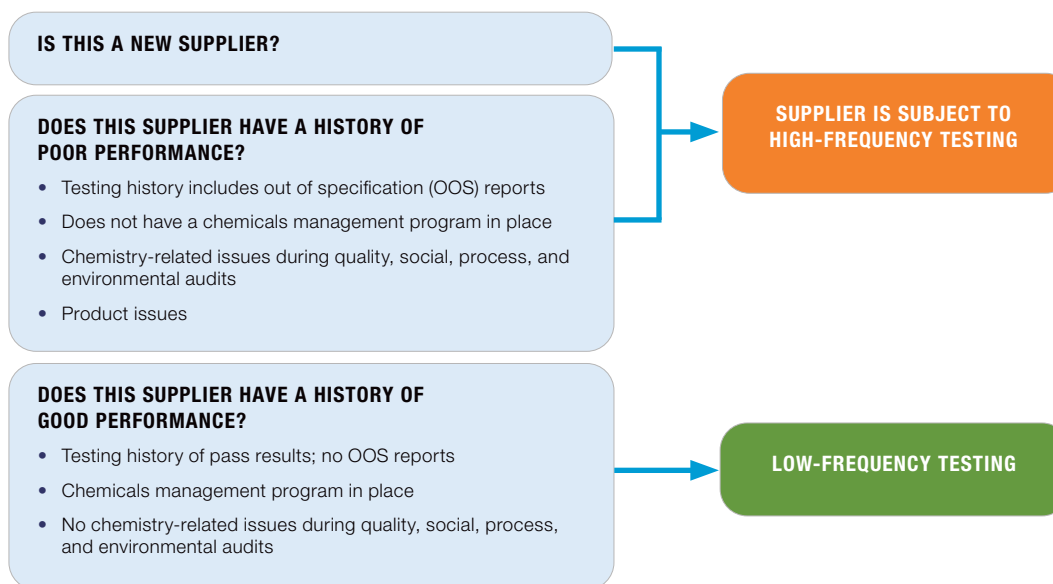 IS THIS A NEW SUPPLIER?
DOES THIS SUPPLIER HAVE A HISTORY OF
POOR PERFORMANCE?
• Testing history includes out of specification (OOS) reports
• Does not have a chemicals management program in place
• Chemistry-related issues during quality, social, process, and
environmental audits
• Product issues
SUPPLIER IS SUBJECT TO
HIGH-FREQUENCY TESTING
DOES THIS SUPPLIER HAVE A HISTORY OF
GOOD PERFORMANCE?
• Testing history of pass results; no OOS reports
• Chemicals management program in place
• No chemistry-related issues during quality, social, process,
and environmental audits
LOW-FREQUENCY TESTING